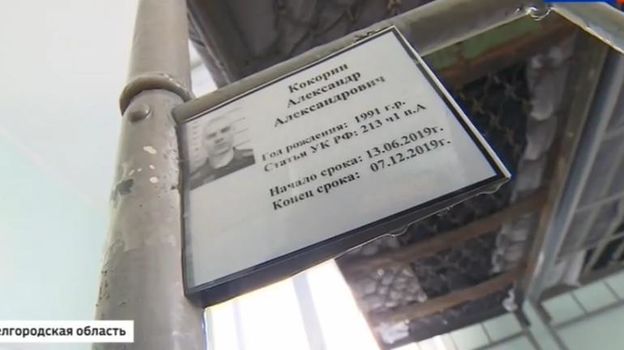 Кокорин
Александр
Александрович
Год рождения: 1991 г.р.
Статья УК РФ: 213 ч1 п.А
Начало срока: 13.06.2019г.
Конец срока: 07.12.2019г.
елгородская область